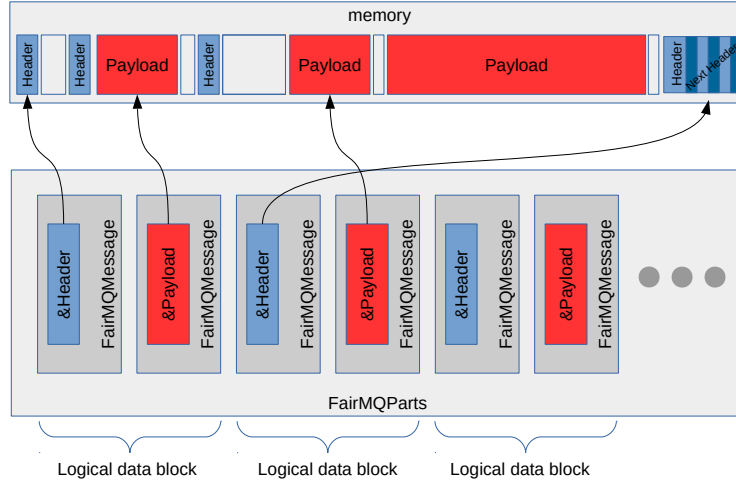 memory
Header
Header
Payload
Header
Payload
Payload
Header
Next Header
&Header
FairMQMessage
&Payload
FairMQMessage
&Header
FairMQMessage
&Payload
FairMQMessage
&Header
FairMQMessage
&Payload
FairMQMessage
FairMQParts
Logical data block
Logical data block
Logical data block